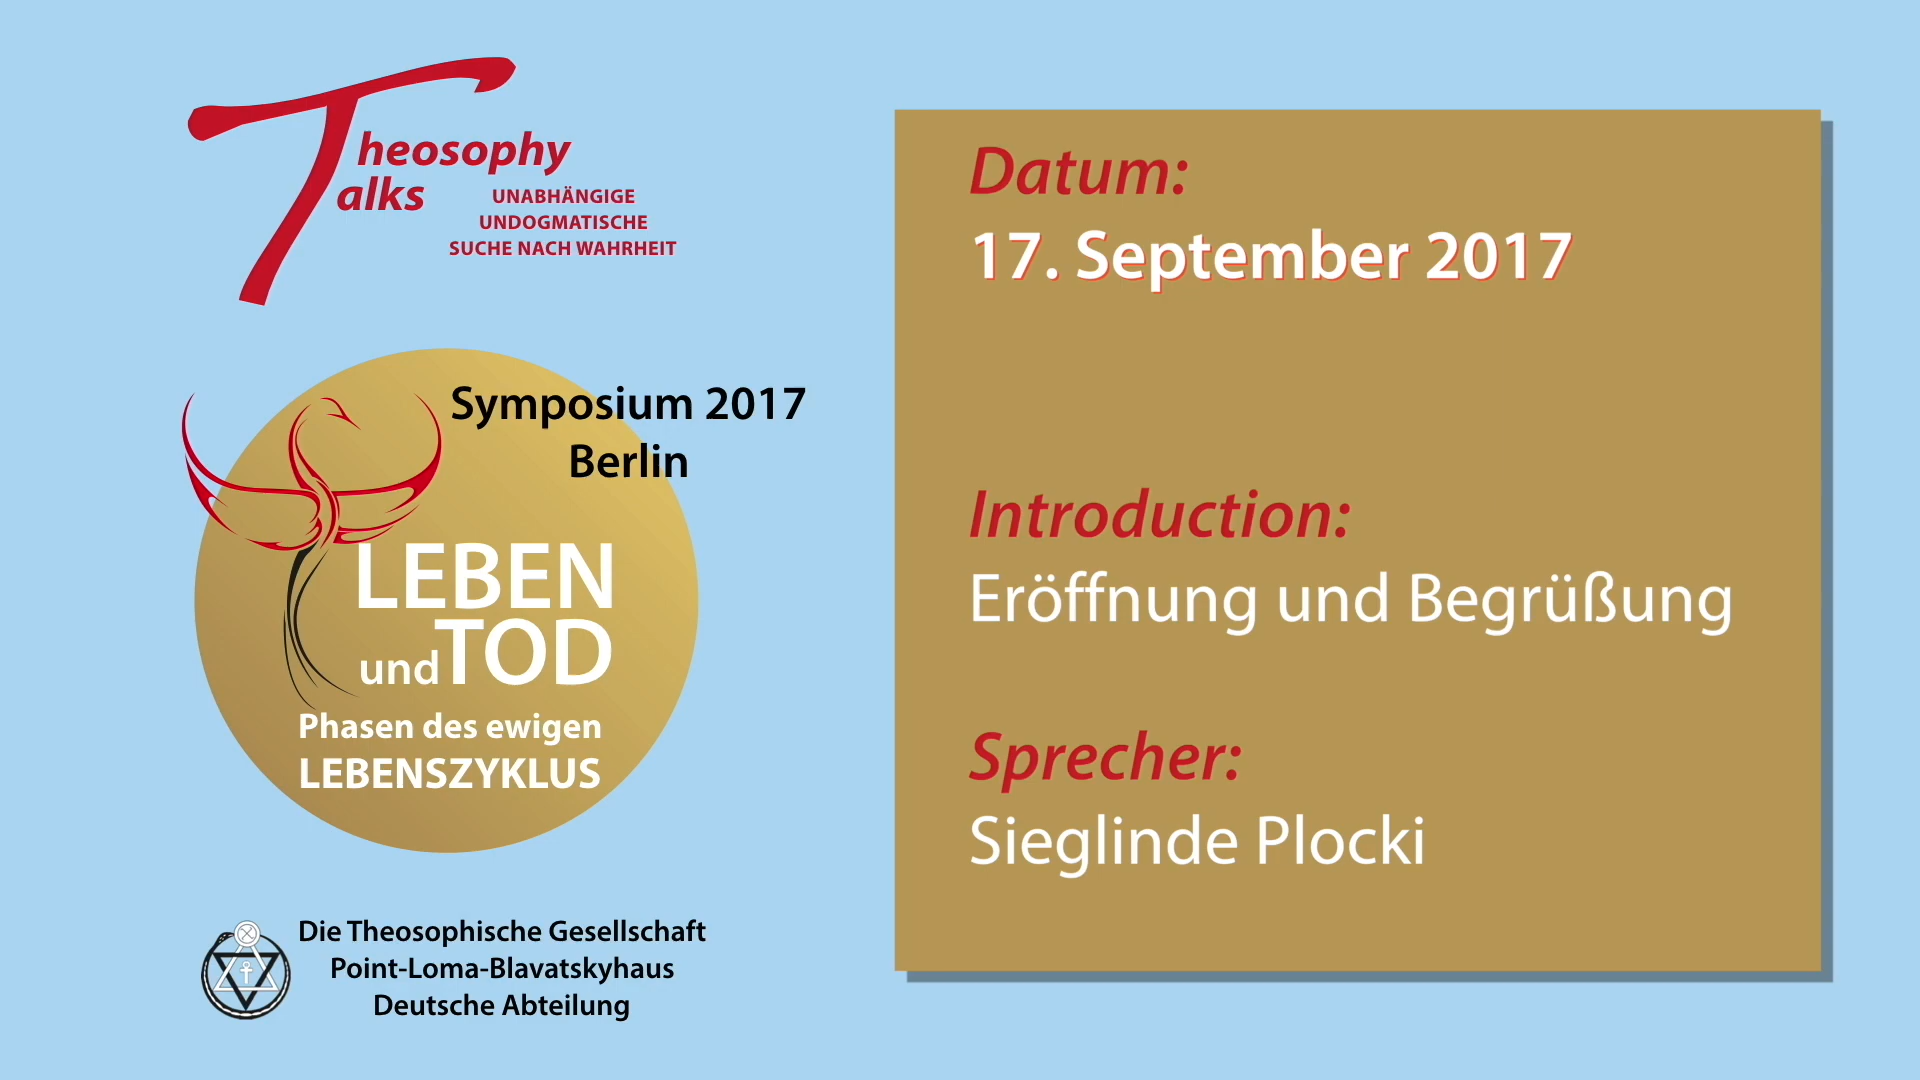 Theosophy
Talks
UNABHÄNGIGE
UNDOGMATISCHE
SUCHE NACH WAHRHEIT
Symposium 2017
Berlin
LEBEN
und TOD
Phasen des ewigen
LEBENSZYKLUS
Die Theosophische Gesellschaft
Point-Loma-Blavatskyhaus
Deutsche Abteilung
Datum:
17. September 2017
Introduction:
Eröffnung und Begrüßung
Sprecher:
Sieglinde Plocki